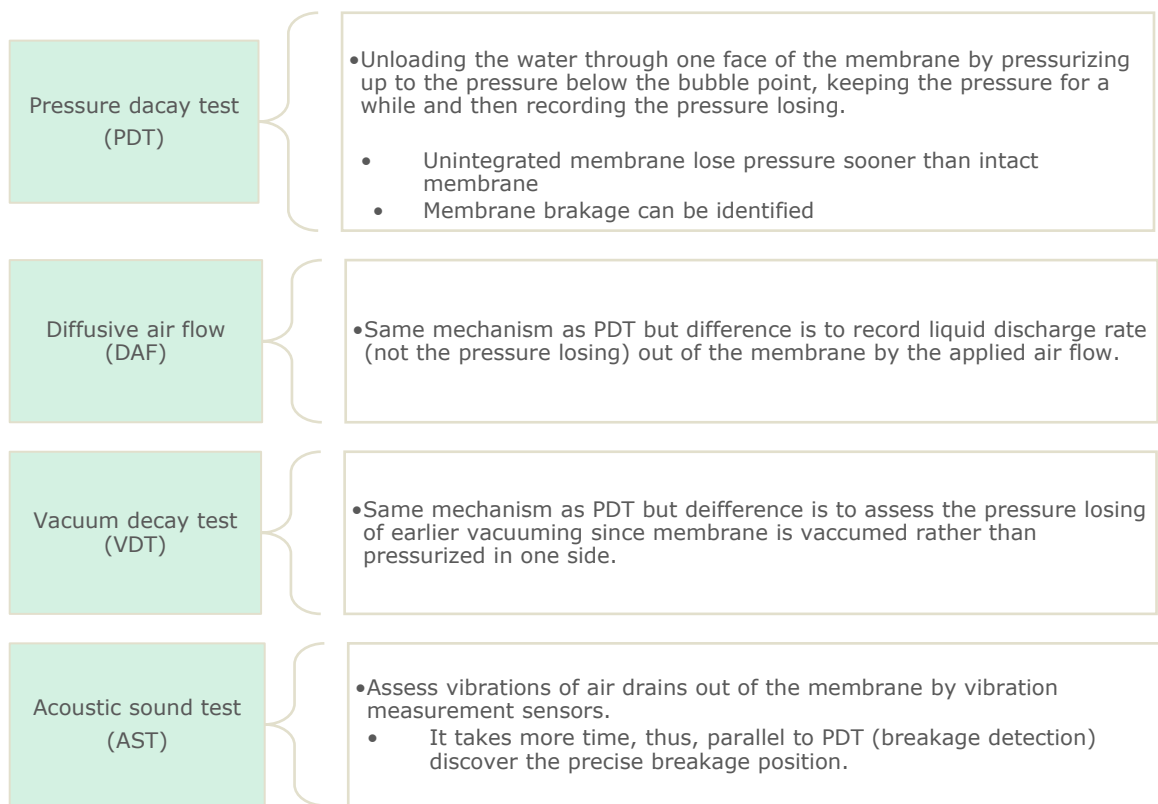 Pressure dacay test
(PDT)
•Unloading the water through one face of the membrane by pressurizing
up to the pressure below the bubble point, keeping the pressure for a
while and then recording the pressure losing.
• Unintegrated membrane lose pressure sooner than intact
membrane
• Membrane brakage can be identified
Diffusive air flow
(DAF)
•Same mechanism as PDT but difference is to record liquid discharge rate
(not the pressure losing) out of the membrane by the applied air flow.
Vacuum decay test
(VDT)
•Same mechanism as PDT but deifference is to assess the pressure losing
of earlier vacuuming since membrane is vaccumed rather than
pressurized in one side.
Acoustic sound test
(AST)
•Assess vibrations of air drains out of the membrane by vibration
measurement sensors.
• It takes more time, thus, parallel to PDT (breakage detection)
discover the precise breakage position.